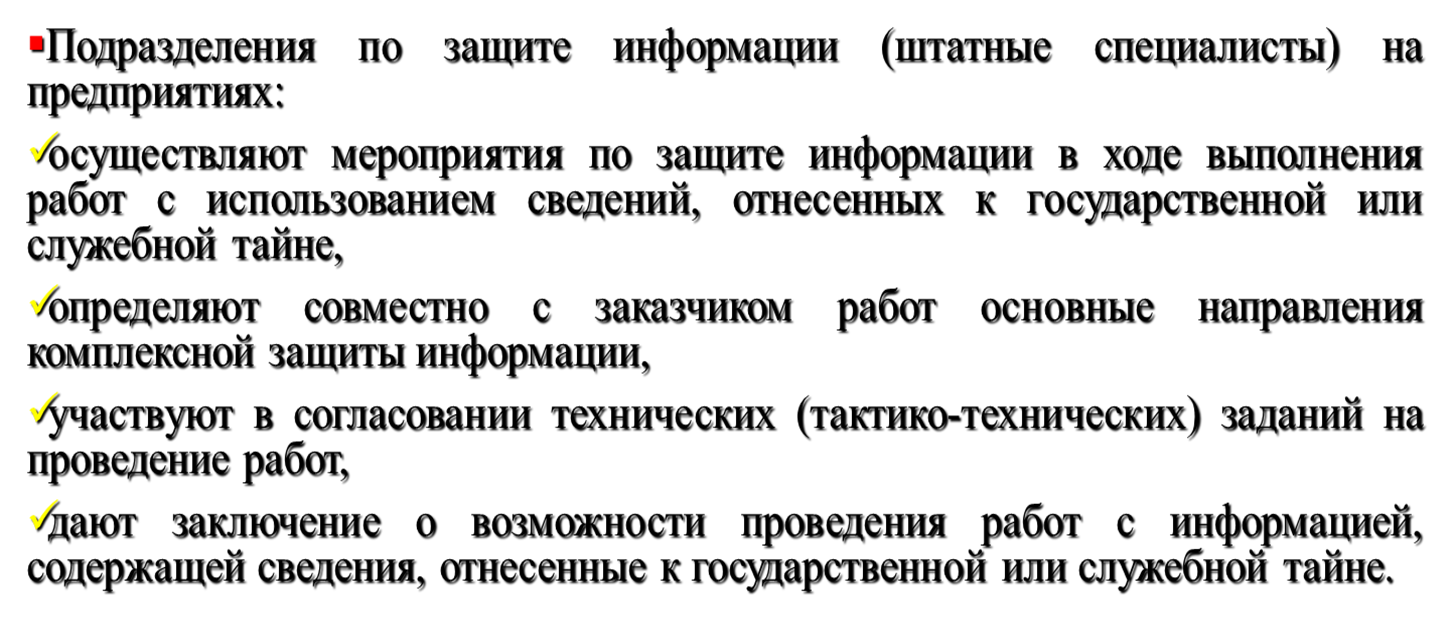 ▪Подразделения по защите информации (штатные специалисты) на
предприятиях:
✓осуществляют мероприятия по защите информации в ходе выполнения
работ с использованием сведений, отнесенных к государственной или
служебной тайне,
✓определяют совместно с заказчиком работ основные направления
комплексной защиты информации,
✓участвуют в согласовании технических (тактико-технических) заданий на
проведение работ,
✓дают заключение о возможности проведения работ с информацией,
содержащей сведения, отнесенные к государственной или служебной тайне.